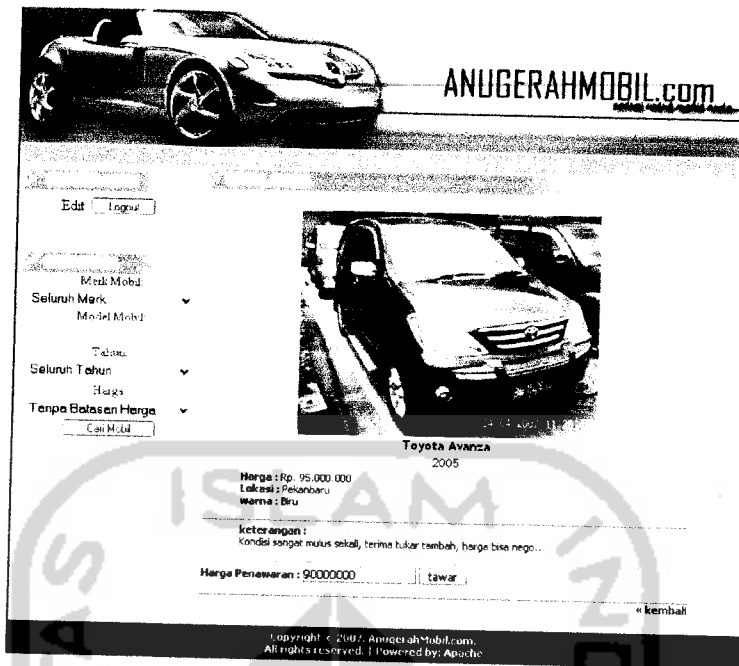 ANUGERAHMOBIL.com
Edit Logout
Merk Mobil:
Seluruh Merk
Model Mobil:
Tahun:
Seluruh Tahun
Harga
Tanpa Batasan Harga
Cari Mobil
Toyota Avanza
2005
Harga : Rp. 95.000.000
Lokasi : Pekanbaru
warna : Biru
keterangan :
Kondisi sangat mulus sekali, terima tukar tambah, harga bisa nego..
Harga Penawaran : 90000000 tawar
« kembali
Copyright © 2007. AnugerahMobil.com.
All rights reserved. | Powered by: Apache
ISLAM